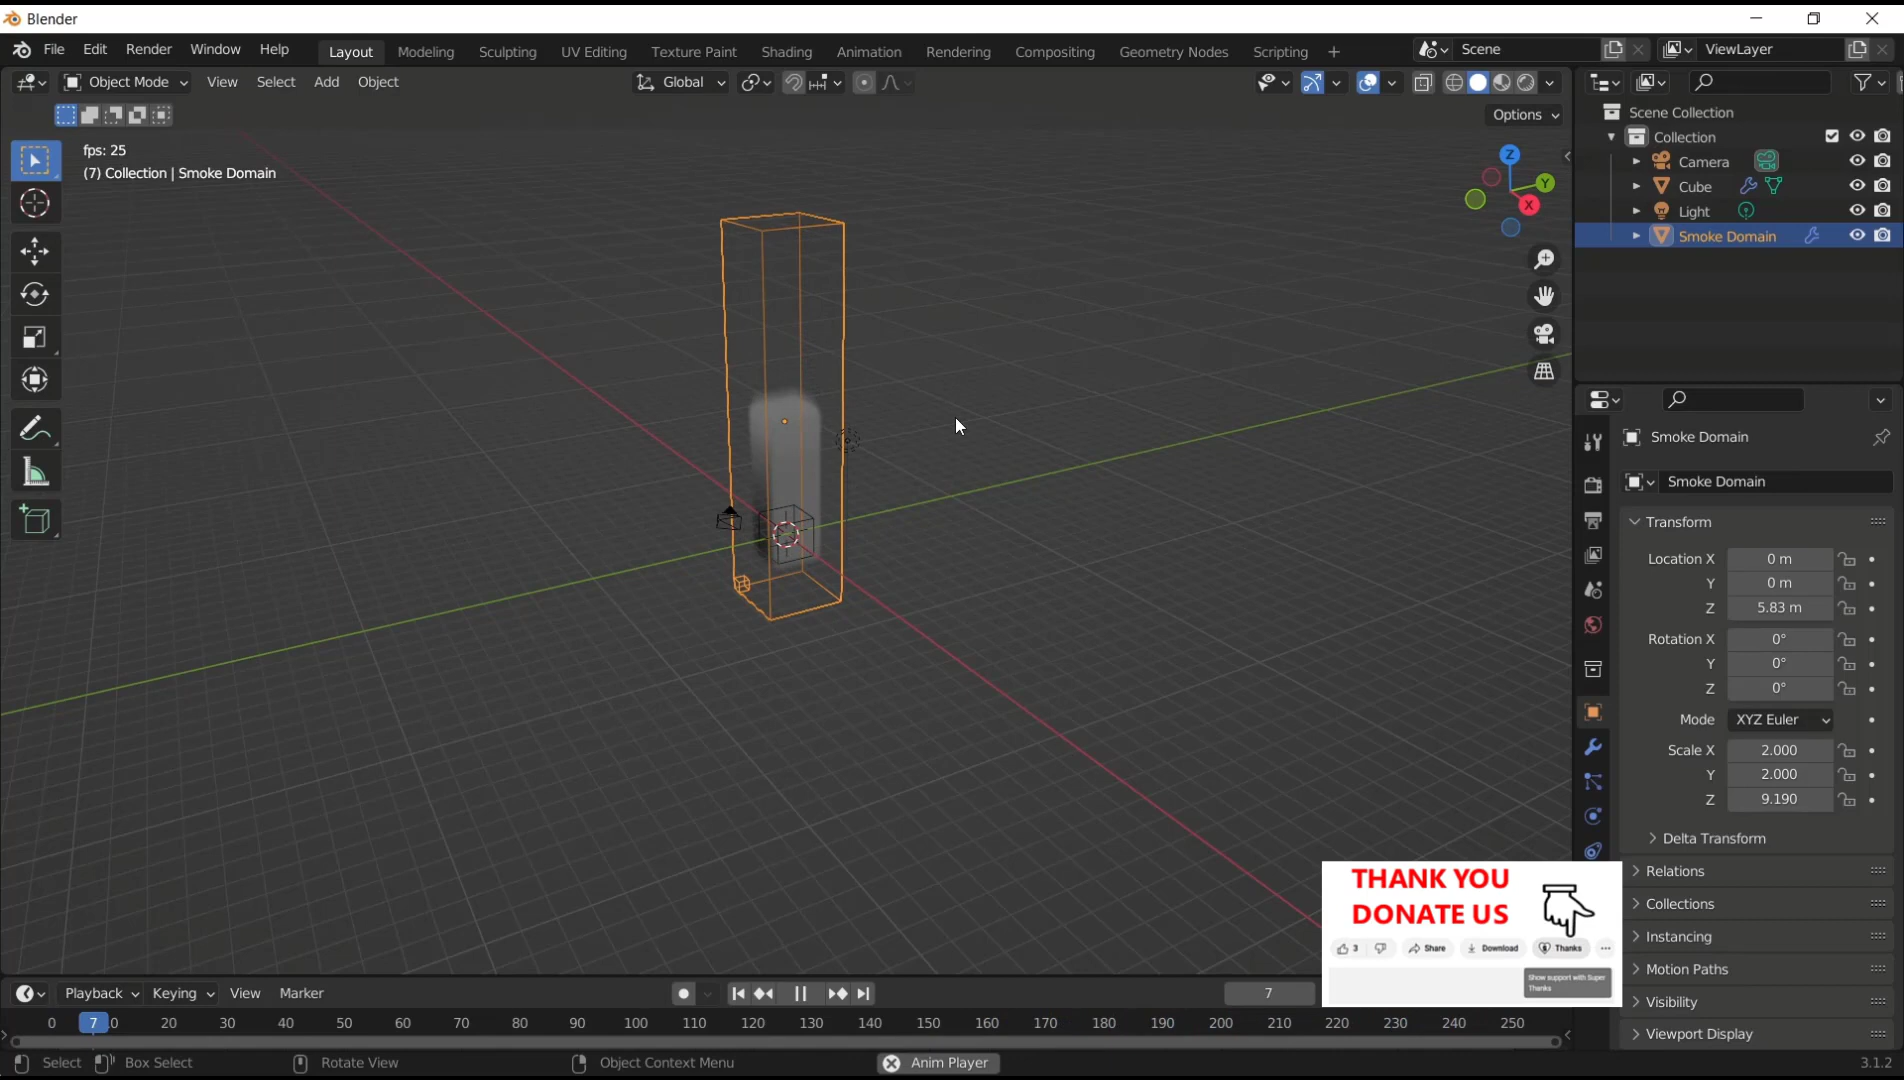 Blender
File Edit Render Window Help Layout Modeling Sculpting UV Editing Texture Paint Shading Animation Rendering Compositing Geometry Nodes Scripting + Scene ViewLayer
Object Mode View Select Add Object Global
Options
fps: 25
(7) Collection | Smoke Domain
Z
Y
X
Scene Collection
Collection
Camera
Cube
Light
Smoke Domain
Smoke Domain
Smoke Domain
Transform
Location X 0 m
Y 0 m
Z 5.83 m
Rotation X 0°
Y 0°
Z 0°
Mode XYZ Euler
Scale X 2.000
Y 2.000
Z 9.190
Delta Transform
Relations
Collections
Instancing
Motion Paths
Visibility
Viewport Display
THANK YOU
DONATE US
3 Share Download Thanks ...
Show support with Super
Thanks
Playback Keying View Marker 7
0 7 0 20 30 40 50 60 70 80 90 100 110 120 130 140 150 160 170 180 190 200 210 220 230 240 250
Select Box Select Rotate View Object Context Menu Anim Player 3.1.2